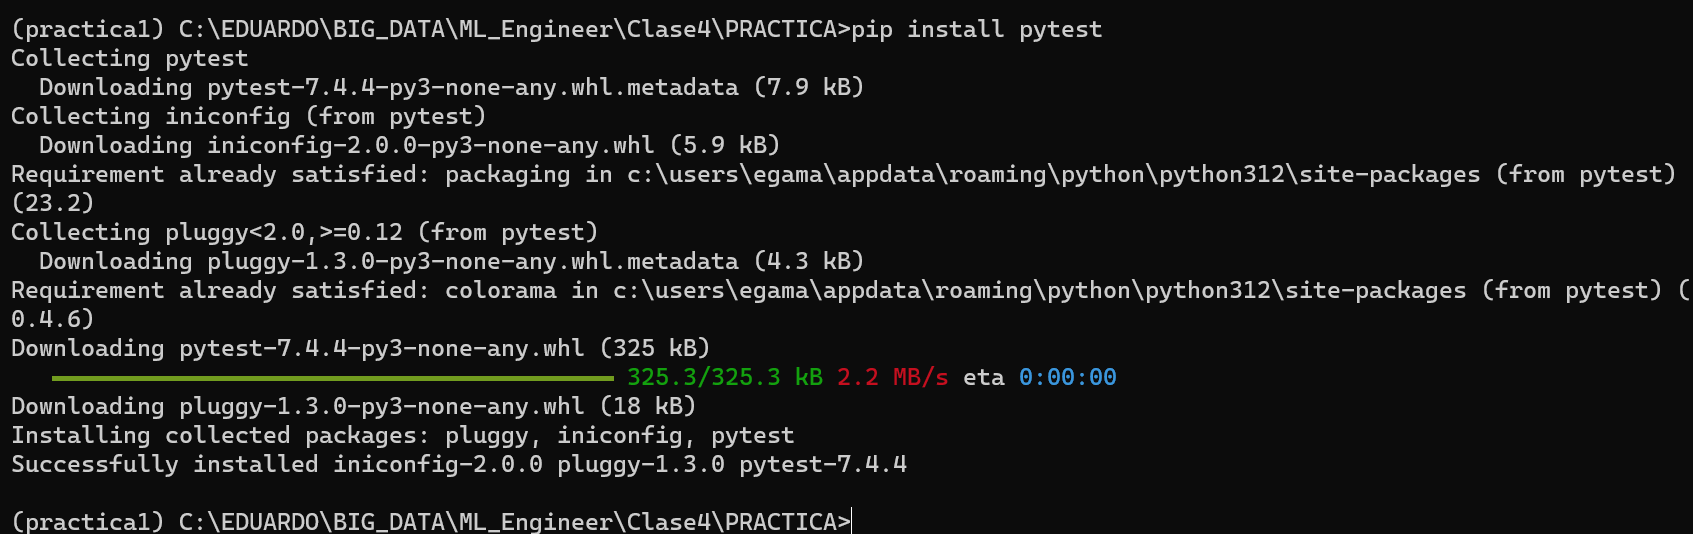 (practica1) C:\EDUARDO\BIG_DATA\ML_Engineer\Clase4\PRACTICA>pip install pytest
Collecting pytest
  Downloading pytest-7.4.4-py3-none-any.whl.metadata (7.9 kB)
Collecting iniconfig (from pytest)
  Downloading iniconfig-2.0.0-py3-none-any.whl (5.9 kB)
Requirement already satisfied: packaging in c:\users\egama\appdata\roaming\python\python312\site-packages (from pytest)
(23.2)
Collecting pluggy<2.0,>=0.12 (from pytest)
  Downloading pluggy-1.3.0-py3-none-any.whl.metadata (4.3 kB)
Requirement already satisfied: colorama in c:\users\egama\appdata\roaming\python\python312\site-packages (from pytest) (
0.4.6)
Downloading pytest-7.4.4-py3-none-any.whl (325 kB)
325.3/325.3 kB 2.2 MB/s eta 0:00:00
Downloading pluggy-1.3.0-py3-none-any.whl (18 kB)
Installing collected packages: pluggy, iniconfig, pytest
Successfully installed iniconfig-2.0.0 pluggy-1.3.0 pytest-7.4.4
(practica1) C:\EDUARDO\BIG_DATA\ML_Engineer\Clase4\PRACTICA>